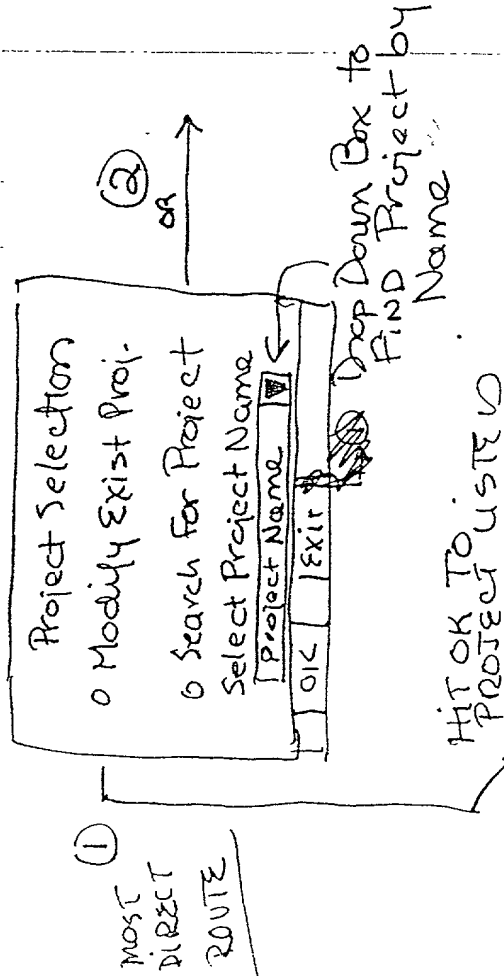 ①
MOST
DIRECT
ROUTE
Project Selection
o Modify Exist Proj.
o Search For Project
Select Project Name
Project Name
OK Exit
②
OR
Drop Down Box to
FIND Project by
Name
HIT OK TO
PROJECT LISTED